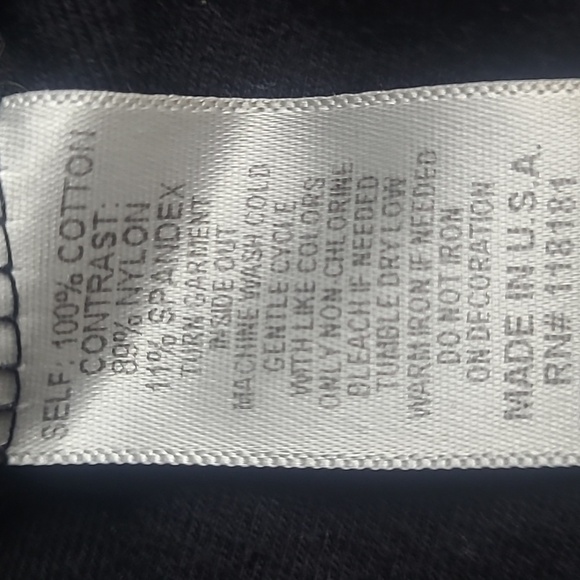 SELF: 100% COTTON
CONTRAST:
89% NYLON
11% SPANDEX
TURN GARMENT
INSIDE OUT
MACHINE WASH COLD
GENTLE CYCLE
WITH LIKE COLORS
ONLY NON-CHLORINE
BLEACH IF NEEDED
TUMBLE DRY LOW
WARM IRON IF NEEDED
DO NOT IRON
ON DECORATION
MADE IN U.S.A.
RN# 118181